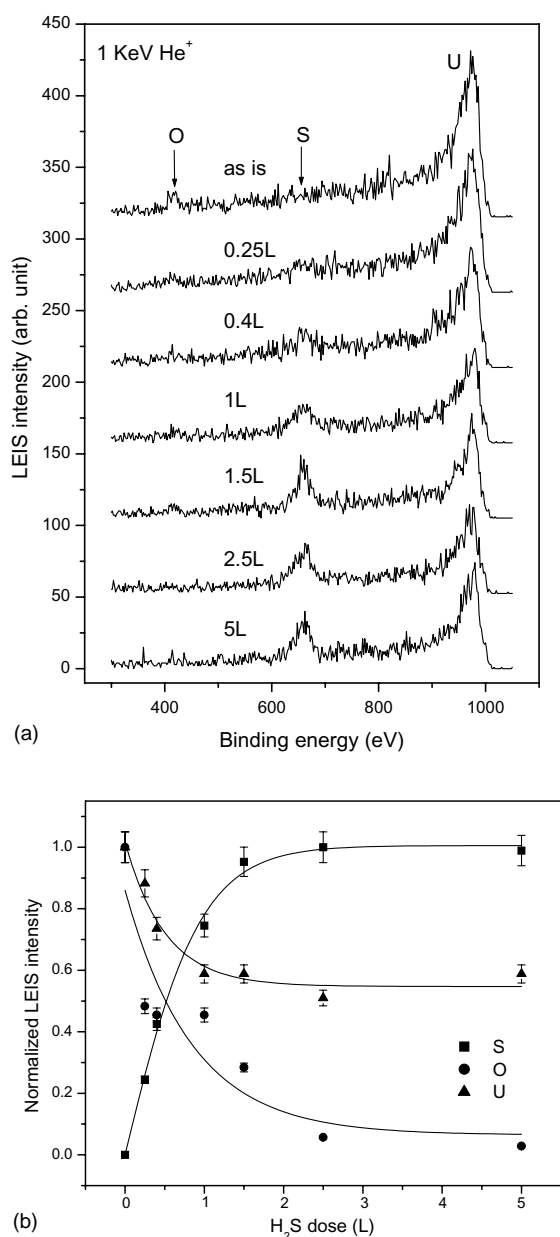 450
400
350
300
250
200
150
100
50
0
LEIS intensity (arb. unit)
1 KeV He+
O
S
U
as is
0.25L
0.4L
1L
1.5L
2.5L
5L
400
600
800
1000
Binding energy (eV)
(a)
1.0
0.8
0.6
0.4
0.2
0.0
Normalized LEIS intensity
S
O
U
0
1
2
3
4
5
H2S dose (L)
(b)